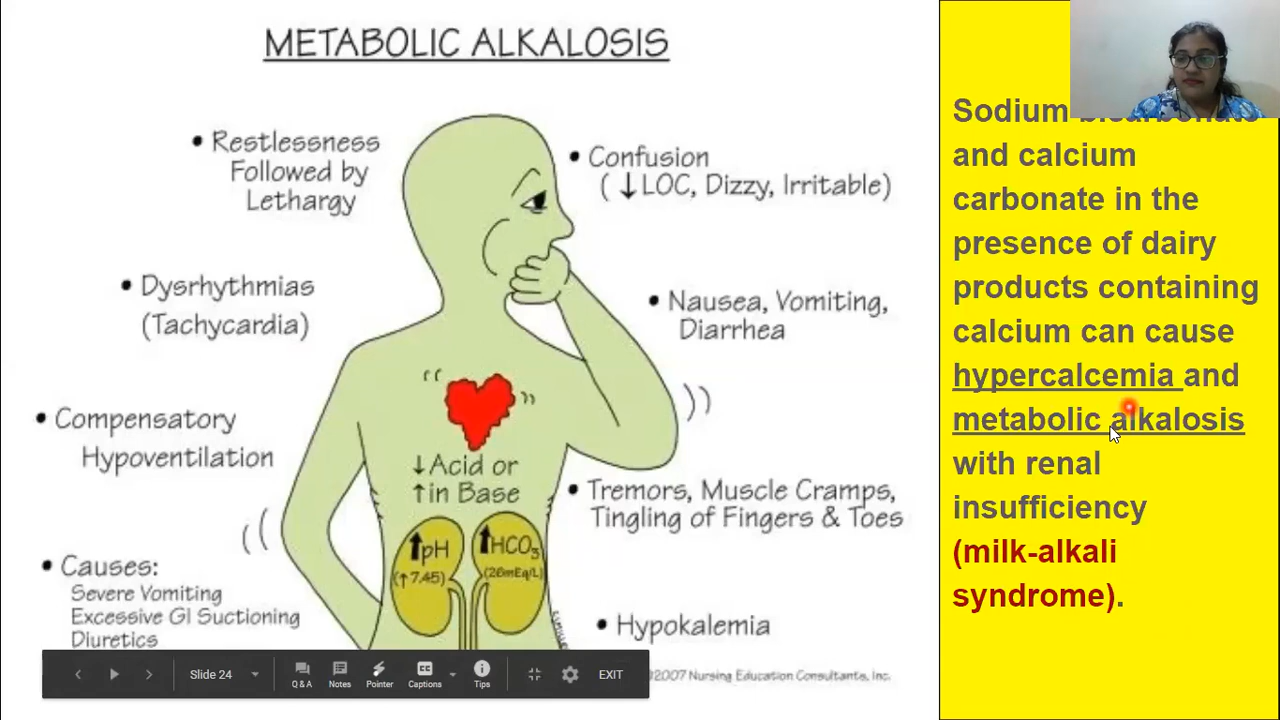 METABOLIC ALKALOSIS
• Restlessness
Followed by
Lethargy
• Confusion
(↓LOC, Dizzy, Irritable)
• Dysrhythmias
(Tachycardia)
• Nausea, Vomiting,
Diarrhea
• Compensatory
Hypoventilation
↓Acid or
↑in Base
• Tremors, Muscle Cramps,
Tingling of Fingers & Toes
↑pH
(↑7.45)
↑HCO3
(26mEq/L)
• Causes:
Severe Vomiting
Excessive GI Suctioning
Diuretics
• Hypokalemia
2007 Nursing Education Consultants, Inc.
Sodium
and calcium
carbonate in the
presence of dairy
products containing
calcium can cause
hypercalcemia and
metabolic alkalosis
with renal
insufficiency
(milk-alkali
syndrome).
Slide 24
Q & A
Notes
Pointer
CC
Captions
Tips
EXIT